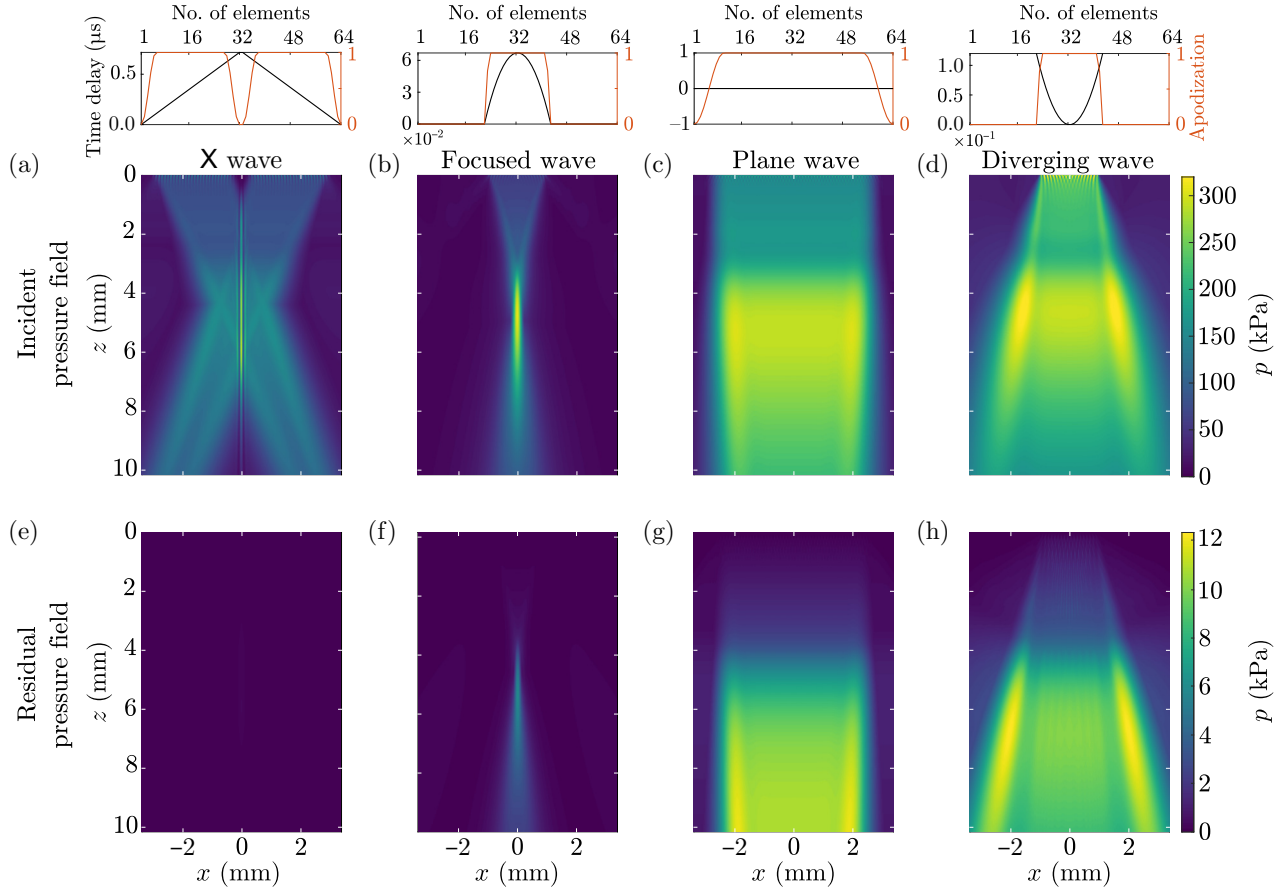 No. of elements No. of elements No. of elements No. of elements
1 16 32 48 64 1 16 32 48 64 1 16 32 48 64 1 16 32 48 64
Time delay (μs)
0.5
0.0
1
0
6
3
0
×10⁻²
1
0
1
0
−1
1
0
1.0
0.5
0.0
×10⁻¹
1
0
Apodization
(a) X wave (b) Focused wave (c) Plane wave (d) Diverging wave
Incident
pressure field
z (mm)
0
2
4
6
8
10
300
250
200
150
100
50
0
p (kPa)
(e) (f) (g) (h)
Residual
pressure field
z (mm)
0
2
4
6
8
10
12
10
8
6
4
2
0
p (kPa)
−2 0 2 −2 0 2 −2 0 2 −2 0 2
x (mm) x (mm) x (mm) x (mm)